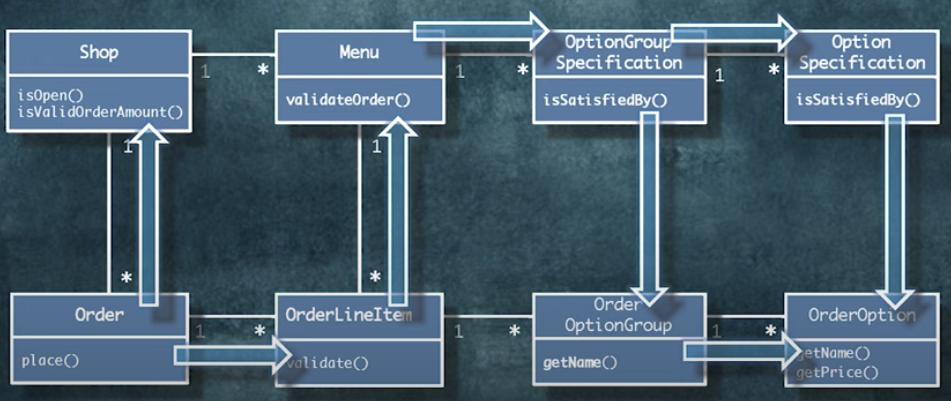 Shop
isOpen()
isValidOrderAmount()
1
*
Menu
validateOrder()
1
*
OptionGroup
Specification
isSatisfiedBy()
1
*
Option
Specification
isSatisfiedBy()
1
*
1
*
Order
place()
1
*
OrderLineItem
validate()
1
*
Order
OptionGroup
getName()
1
*
OrderOption
getName()
getPrice()